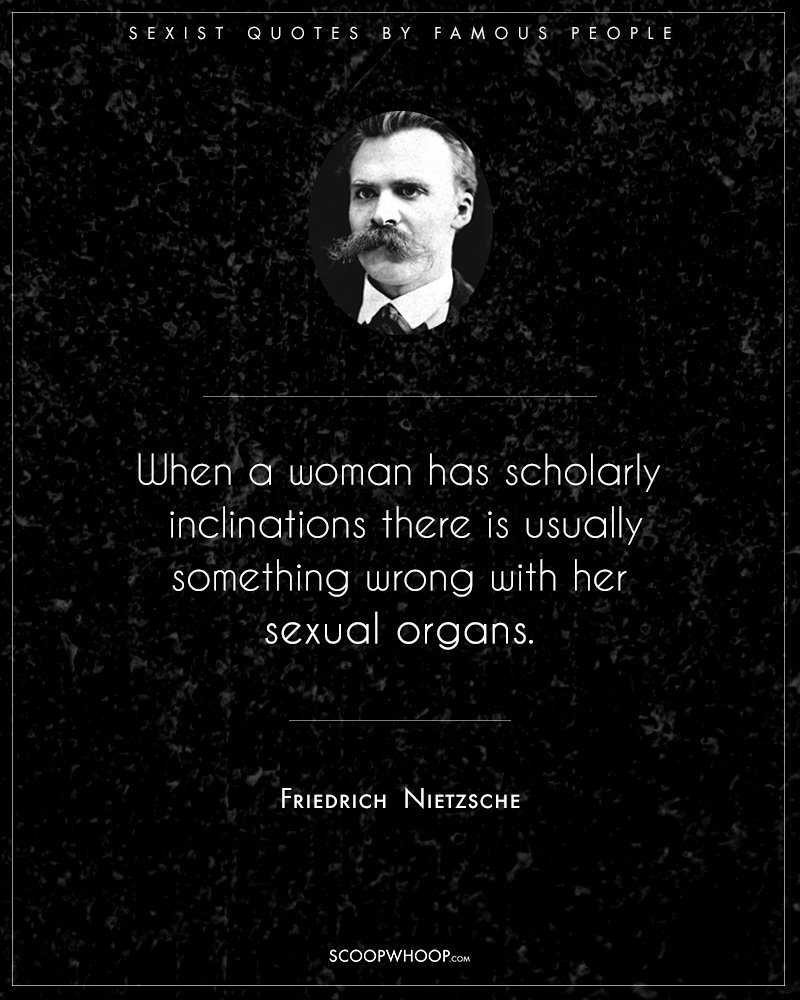 SEXIST QUOTES BY FAMOUS PEOPLE
When a woman has scholarly
inclinations there is usually
something wrong with her
sexual organs.
FRIEDRICH NIETZSCHE
SCOOPWHOOP.COM